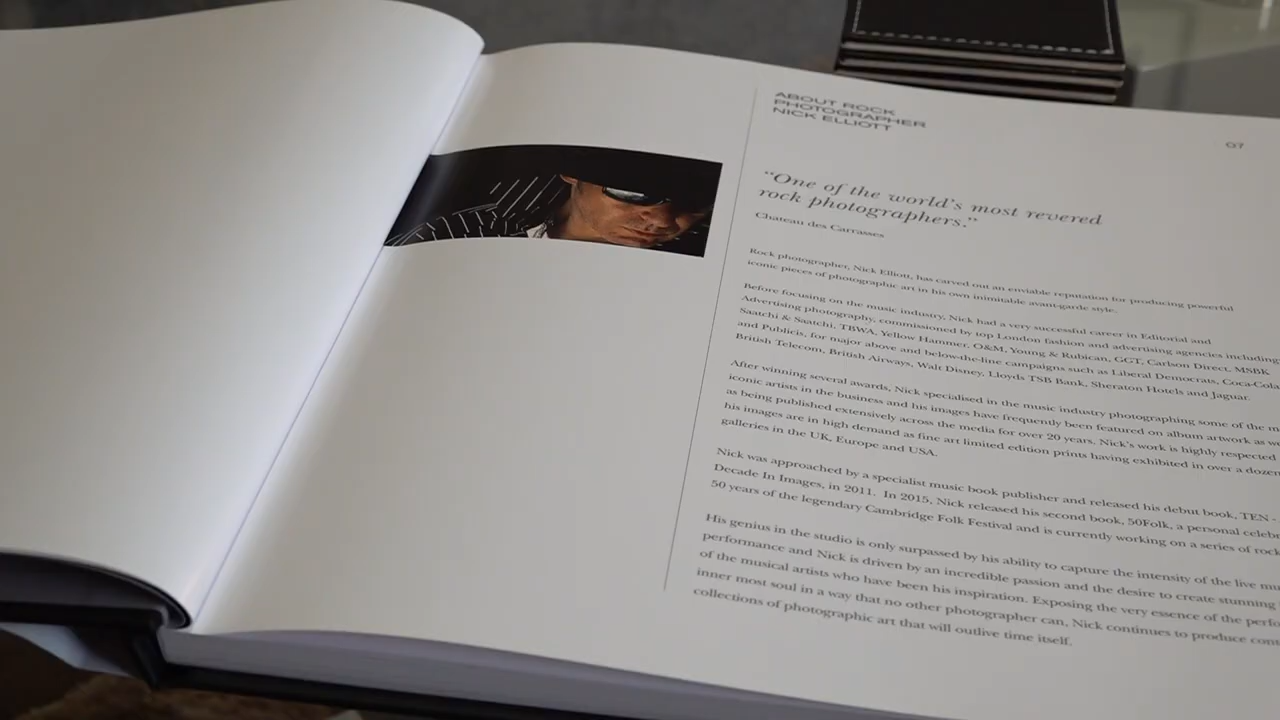 ABOUT ROCK
PHOTOGRAPHER
NICK ELLIOTT
07
"One of the world's most revered
rock photographers."
Chateau des Carrasses
Rock photographer, Nick Elliott, has carved out an enviable reputation for producing powerful
iconic pieces of photographic art in his own inimitable avant-garde style.
Before focusing on the music industry, Nick had a very successful career in Editorial and
Advertising photography, commissioned by top London fashion and advertising agencies including
Saatchi & Saatchi, TBWA, Yellow Hammer, O&M, Young & Rubican, GGT, Carlson Direct, MSBK
and Publicis, for major above and below-the-line campaigns such as Liberal Democrats, Coca-Cola
British Telecom, British Airways, Walt Disney, Lloyds TSB Bank, Sheraton Hotels and Jaguar.
After winning several awards, Nick specialised in the music industry photographing some of the m
iconic artists in the business and his images have frequently been featured on album artwork as w
as being published extensively across the media for over 20 years. Nick's work is highly respected
his images are in high demand as fine art limited edition prints having exhibited in over a dozen
galleries in the UK, Europe and USA.
Nick was approached by a specialist music book publisher and released his debut book, TEN -
Decade In Images, in 2011. In 2015, Nick released his second book, 50Folk, a personal celebr
50 years of the legendary Cambridge Folk Festival and is currently working on a series of rock
His genius in the studio is only surpassed by his ability to capture the intensity of the live mu
performance and Nick is driven by an incredible passion and the desire to create stunning
of the musical artists who have been his inspiration. Exposing the very essence of the perfo
inner most soul in a way that no other photographer can, Nick continues to produce cont
collections of photographic art that will outlive time itself.